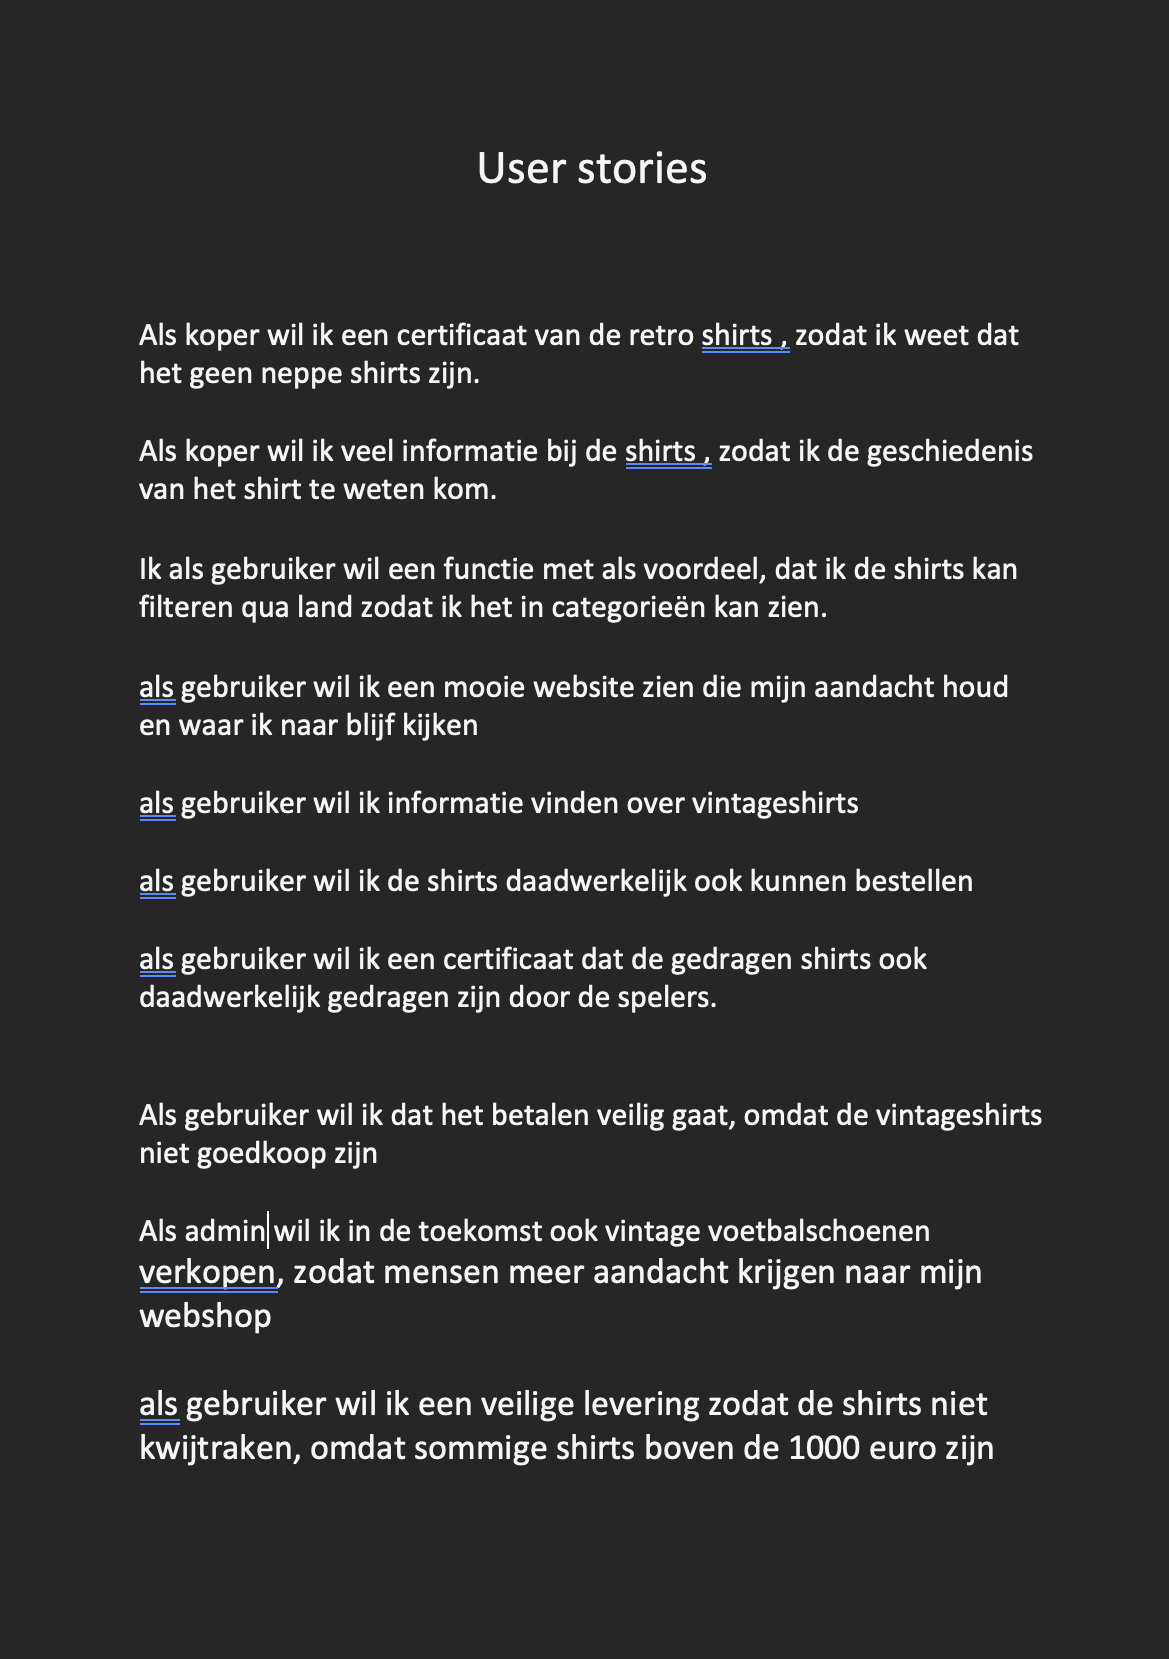 User stories
Als koper wil ik een certificaat van de retro shirts , zodat ik weet dat
het geen neppe shirts zijn.
Als koper wil ik veel informatie bij de shirts , zodat ik de geschiedenis
van het shirt te weten kom.
Ik als gebruiker wil een functie met als voordeel, dat ik de shirts kan
filteren qua land zodat ik het in categorieën kan zien.
als gebruiker wil ik een mooie website zien die mijn aandacht houd
en waar ik naar blijf kijken
als gebruiker wil ik informatie vinden over vintageshirts
als gebruiker wil ik de shirts daadwerkelijk ook kunnen bestellen
als gebruiker wil ik een certificaat dat de gedragen shirts ook
daadwerkelijk gedragen zijn door de spelers.
Als gebruiker wil ik dat het betalen veilig gaat, omdat de vintageshirts
niet goedkoop zijn
Als admin wil ik in de toekomst ook vintage voetbalschoenen
verkopen, zodat mensen meer aandacht krijgen naar mijn
webshop
als gebruiker wil ik een veilige levering zodat de shirts niet
kwijtraken, omdat sommige shirts boven de 1000 euro zijn